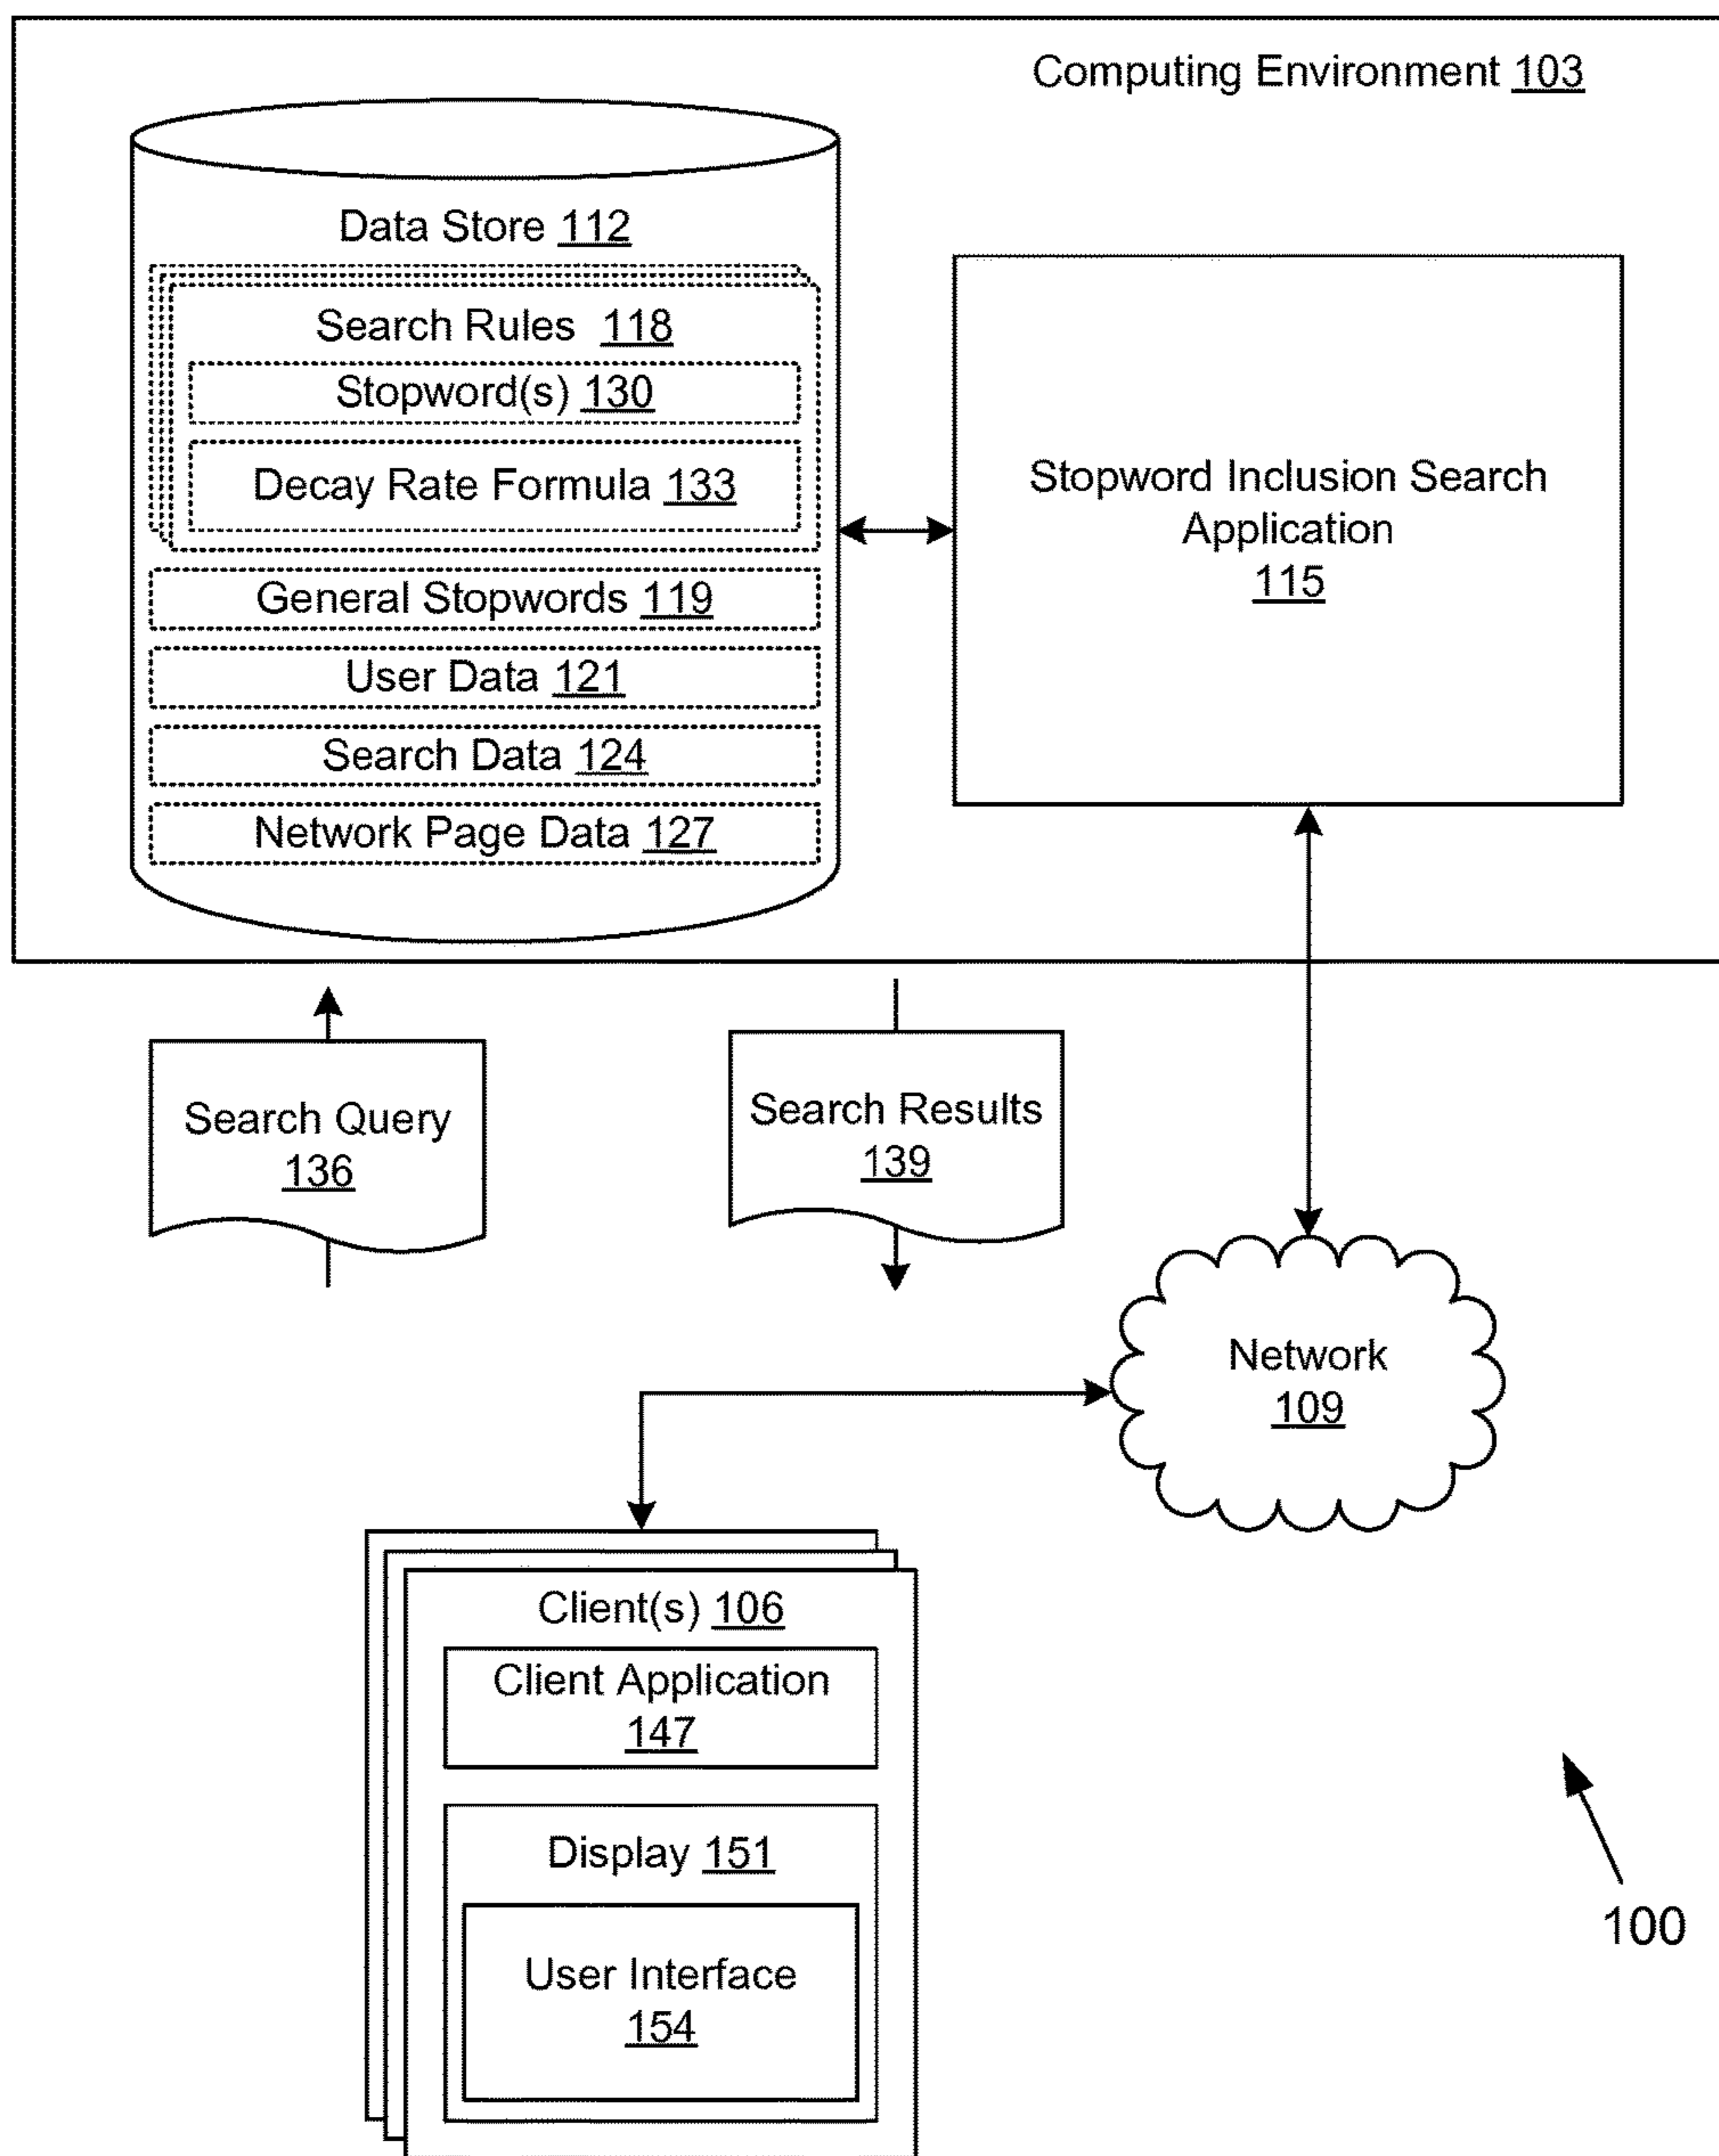 Computing Environment 103
Data Store 112
Search Rules 118
Stopword(s) 130
Decay Rate Formula 133
General Stopwords 119
User Data 121
Search Data 124
Network Page Data 127
Stopword Inclusion Search
Application
115
Search Query
136
Search Results
139
Network
109
Client(s) 106
Client Application
147
Display 151
User Interface
154
100